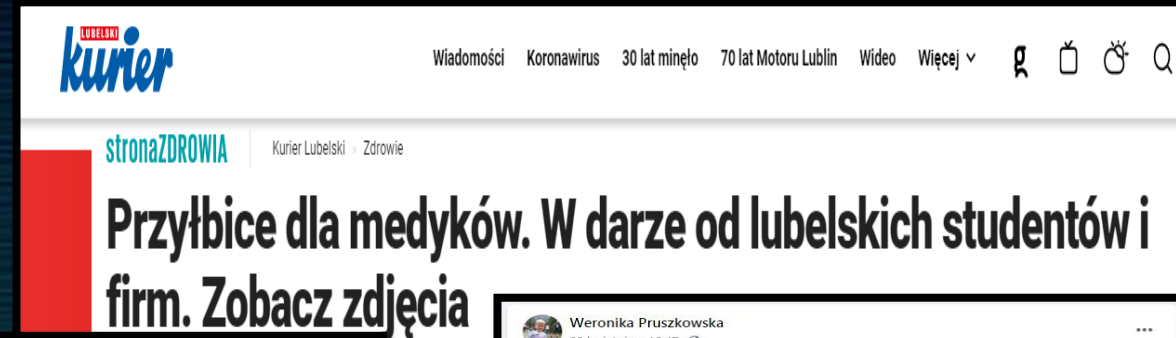 LUBELSKI
kurier
Wiadomości Koronawirus 30 lat minęło 70 lat Motoru Lublin Wideo Więcej
stronaZDROWIA Kurier Lubelski › Zdrowie
Przyłbice dla medyków. W darze od lubelskich studentów i
firm. Zobacz zdjęcia
Weronika Pruszkowska